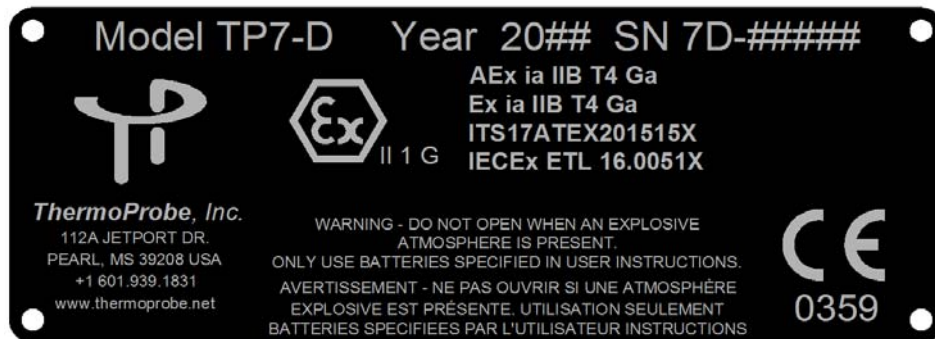 Model TP7-D Year 20## SN 7D-#####
AEx ia IIB T4 Ga
Ex ia IIB T4 Ga
ITS17ATEX201515X
IECEx ETL 16.0051X
Ex
II 1 G
ThermoProbe, Inc.
112A JETPORT DR.
PEARL, MS 39208 USA
+1 601.939.1831
www.thermoprobe.net
WARNING - DO NOT OPEN WHEN AN EXPLOSIVE
ATMOSPHERE IS PRESENT.
ONLY USE BATTERIES SPECIFIED IN USER INSTRUCTIONS.
AVERTISSEMENT - NE PAS OUVRIR SI UNE ATMOSPHÈRE
EXPLOSIVE EST PRÉSENTE. UTILISATION SEULEMENT
BATTERIES SPECIFIEES PAR L'UTILISATEUR INSTRUCTIONS
CE
0359